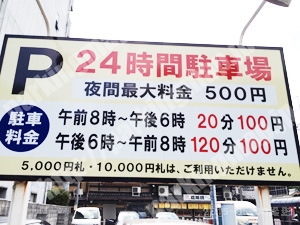 P 24時間駐車場
夜間最大料金 500円
駐車料金
午前8時~午後6時 20分100円
午後6時~午前8時 120分100円
5,000円札・10,000円札は、ご利用いただけません。